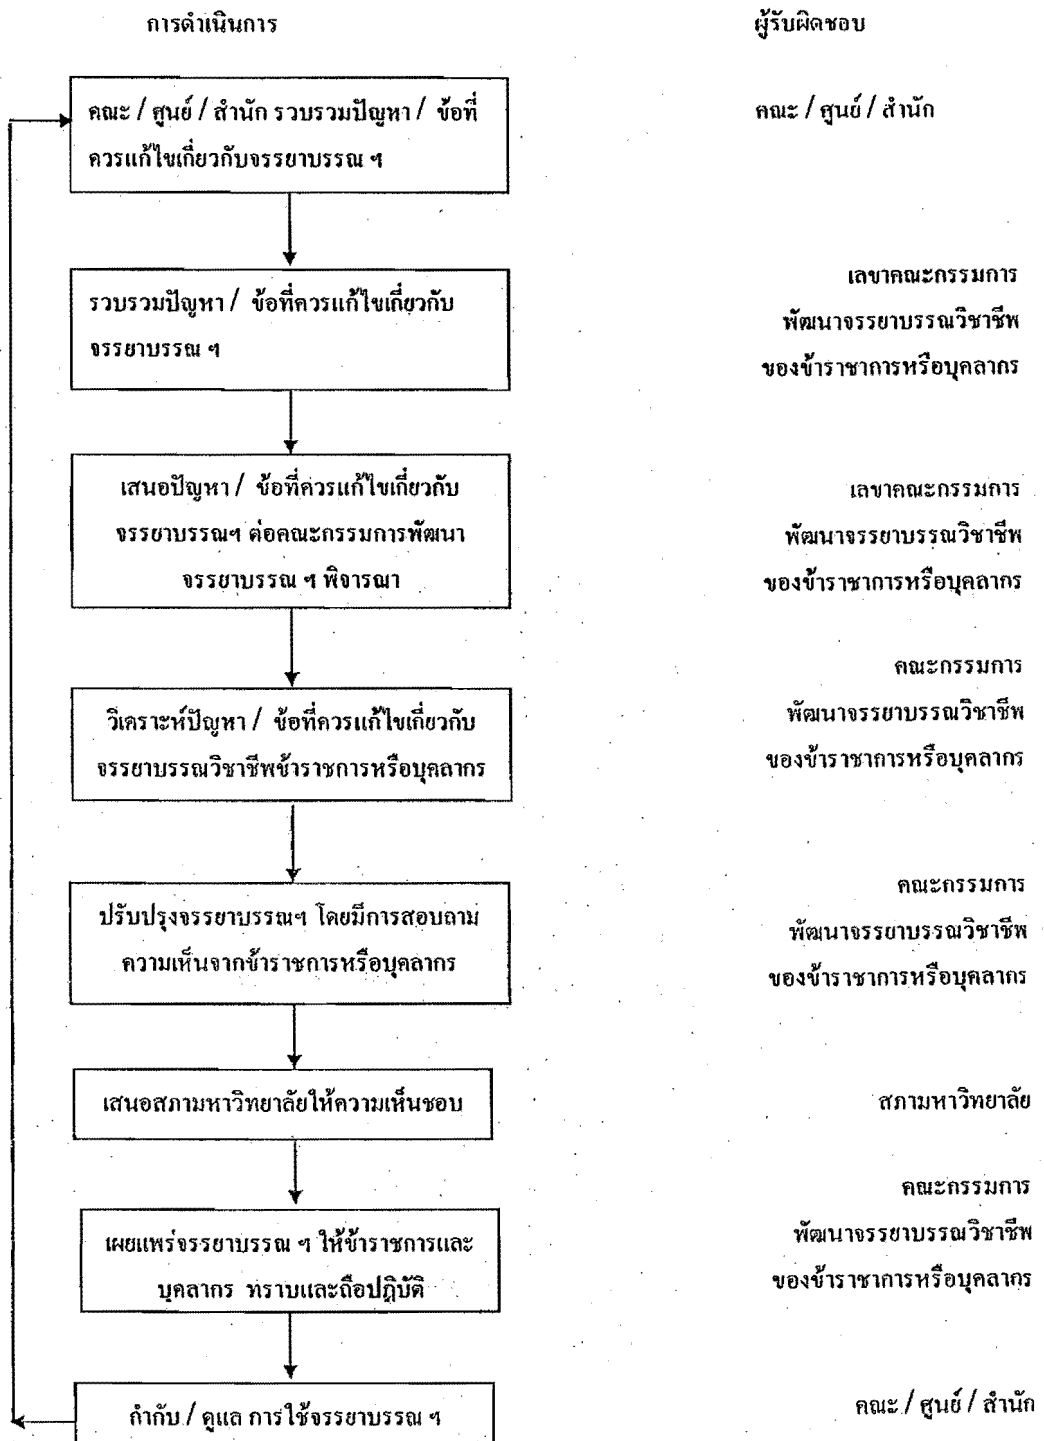 การดำเนินการ
ผู้รับผิดชอบ
คณะ / ศูนย์ / สำนัก รวบรวมปัญหา / ข้อที่
ควรแก้ไขเกี่ยวกับจรรยาบรรณ ฯ
คณะ / ศูนย์ / สำนัก
รวบรวมปัญหา / ข้อที่ควรแก้ไขเกี่ยวกับ
จรรยาบรรณ ฯ
เลขาคณะกรรมการ
พัฒนาจรรยาบรรณวิชาชีพ
ของข้าราชาการหรือบุคลากร
เสนอปัญหา / ข้อที่ควรแก้ไขเกี่ยวกับ
จรรยาบรรณฯ ต่อคณะกรรมการพัฒนา
จรรยาบรรณ ฯ พิจารณา
เลขาคณะกรรมการ
พัฒนาจรรยาบรรณวิชาชีพ
ของข้าราชาการหรือบุคลากร
วิเคราะห์ปัญหา / ข้อที่ควรแก้ไขเกี่ยวกับ
จรรยาบรรณวิชาชีพข้าราชการหรือบุคลากร
คณะกรรมการ
พัฒนาจรรยาบรรณวิชาชีพ
ของข้าราชาการหรือบุคลากร
ปรับปรุงจรรยาบรรณฯ โดยมีการสอบถาม
ความเห็นจากข้าราชการหรือบุคลากร
คณะกรรมการ
พัฒนาจรรยาบรรณวิชาชีพ
ของข้าราชาการหรือบุคลากร
เสนอสภามหาวิทยาลัยให้ความเห็นชอบ
สภามหาวิทยาลัย
เผยแพร่จรรยาบรรณ ฯ ให้ข้าราชการและ
บุคลากร ทราบและถือปฏิบัติ
คณะกรรมการ
พัฒนาจรรยาบรรณวิชาชีพ
ของข้าราชาการหรือบุคลากร
กำกับ / ดูแล การใช้จรรยาบรรณ ฯ
คณะ / ศูนย์ / สำนัก